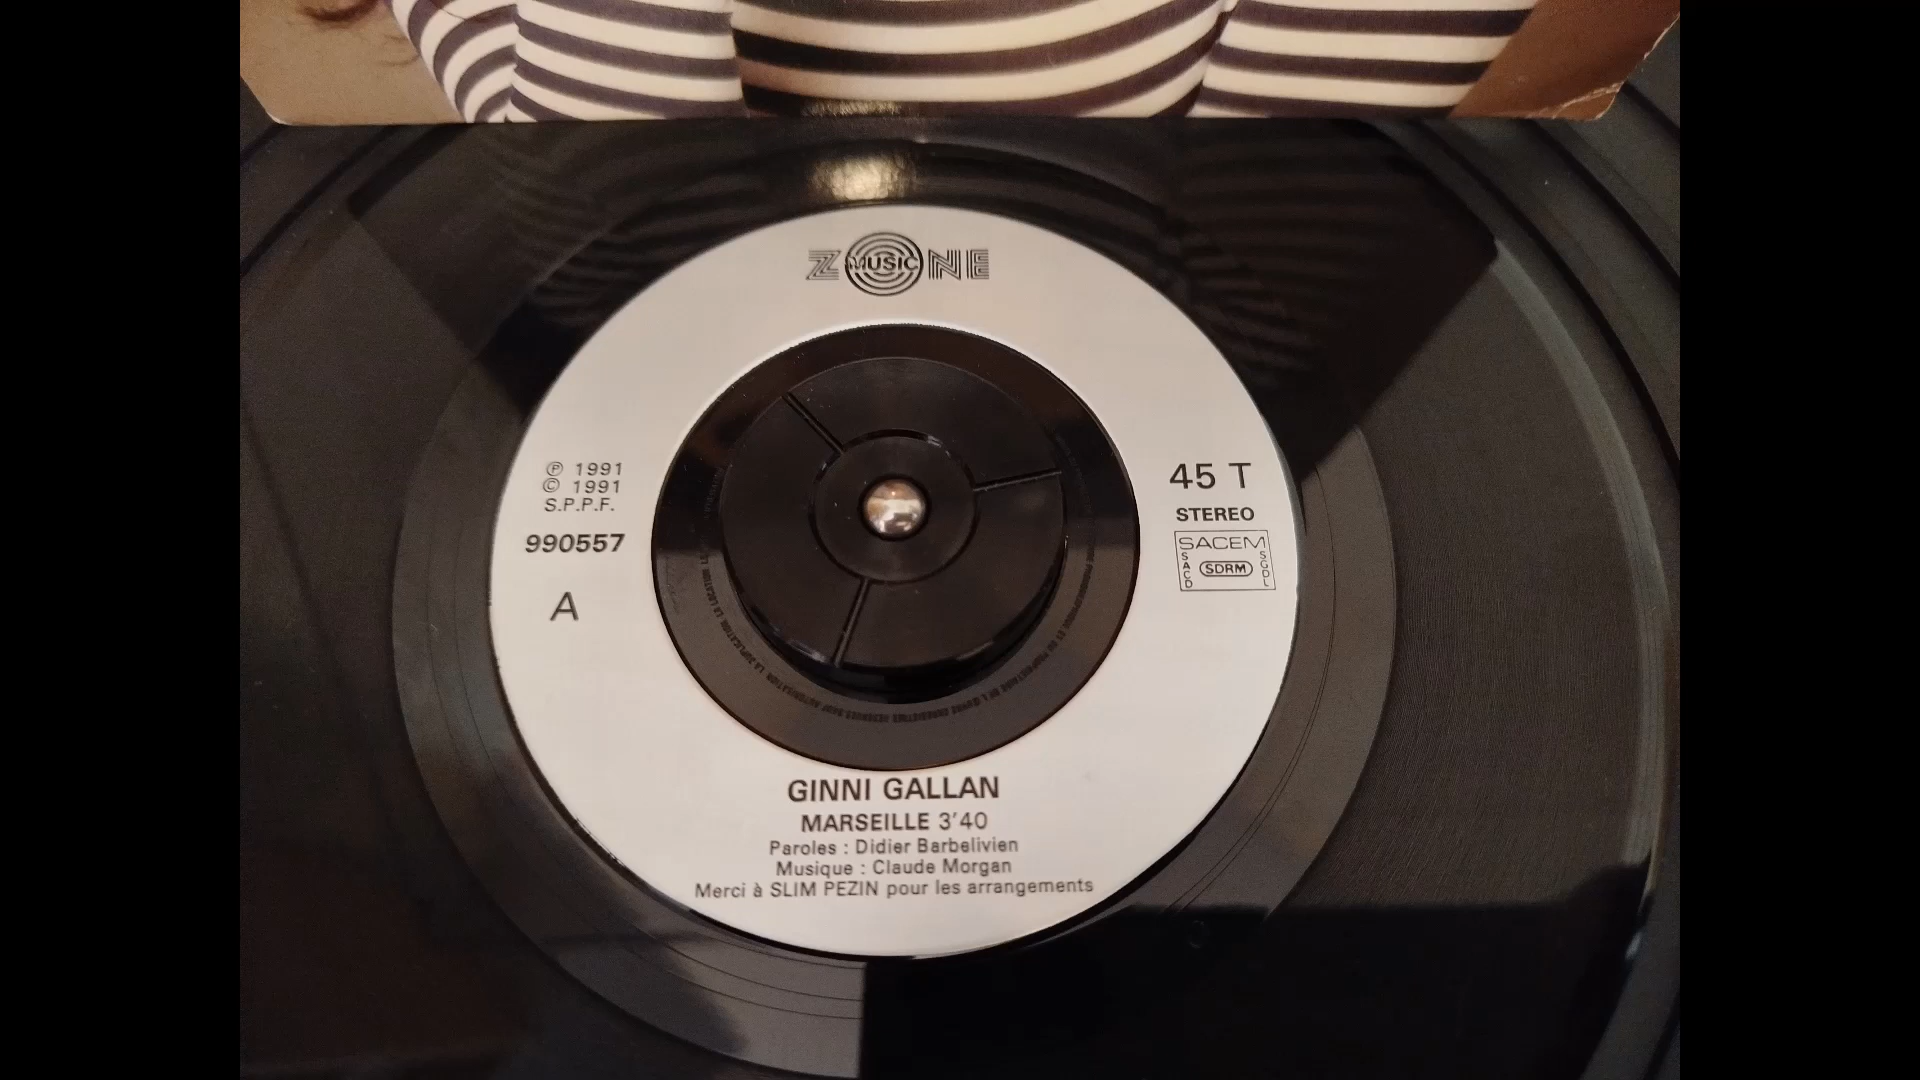 ZONE
MUSIC
℗ 1991
© 1991
S.P.P.F.
990557
A
45 T
STEREO
SACEM
SACD
SDRM
SGDL
GINNI GALLAN
MARSEILLE 3'40
Paroles : Didier Barbelivien
Musique : Claude Morgan
Merci à SLIM PEZIN pour les arrangements